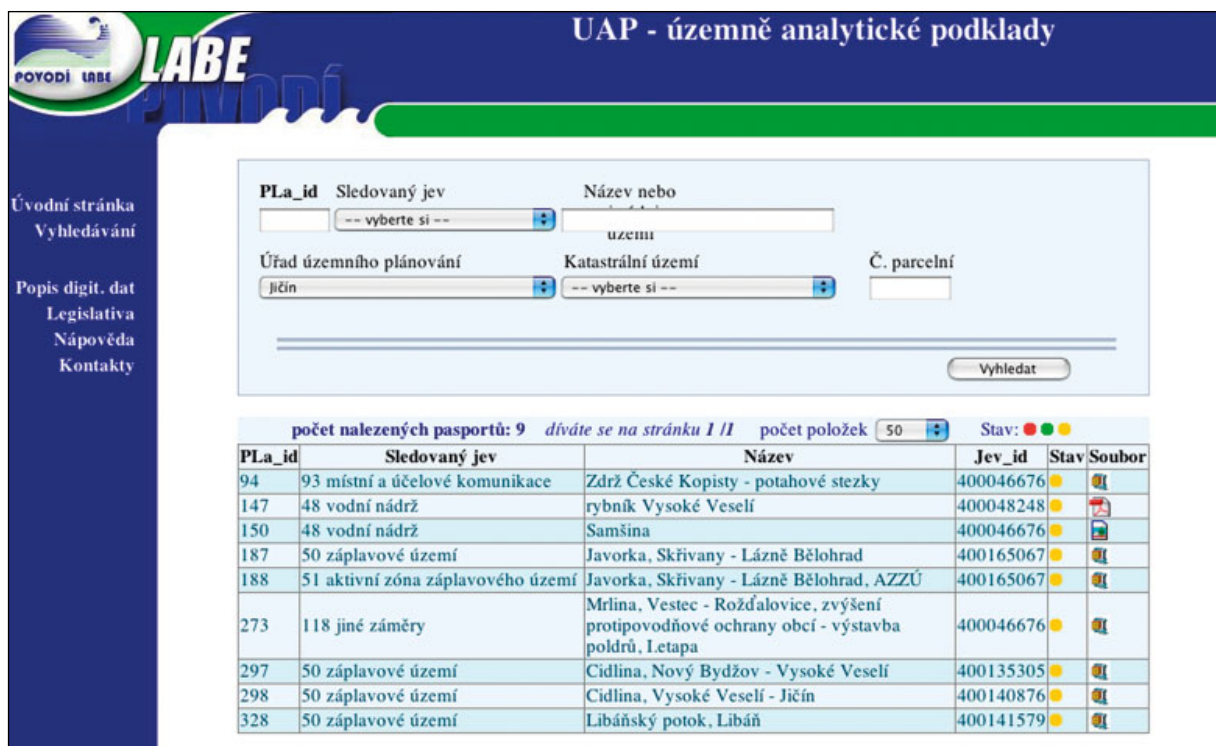 UAP - územně analytické podklady
POVODÍ LABE
LABE
POVODÍ
Úvodní stránka
Vyhledávání
Popis digit. dat
Legislativa
Nápověda
Kontakty
PLa_id Sledovaný jev Název nebo
území
-- vyberte si --
Úřad územního plánování Katastrální území Č. parcelní
Jičín -- vyberte si --
Vyhledat
počet nalezených pasportů: 9 díváte se na stránku 1 /1 počet položek 50 Stav:
PLa_id Sledovaný jev Název Jev_id Stav Soubor
94 93 místní a účelové komunikace Zdrž České Kopisty - potahové stezky 400046676
147 48 vodní nádrž rybník Vysoké Veselí 400048248
150 48 vodní nádrž Samšina 400046676
187 50 záplavové území Javorka, Skřivany - Lázně Bělohrad 400165067
188 51 aktivní zóna záplavového území Javorka, Skřivany - Lázně Bělohrad, AZZÚ 400165067
Mrlina, Vestec - Rožďalovice, zvýšení
273 118 jiné záměry protipovodňové ochrany obcí - výstavba 400046676
poldrů, I.etapa
297 50 záplavové území Cidlina, Nový Bydžov - Vysoké Veselí 400135305
298 50 záplavové území Cidlina, Vysoké Veselí - Jičín 400140876
328 50 záplavové území Libáňský potok, Libáň 400141579